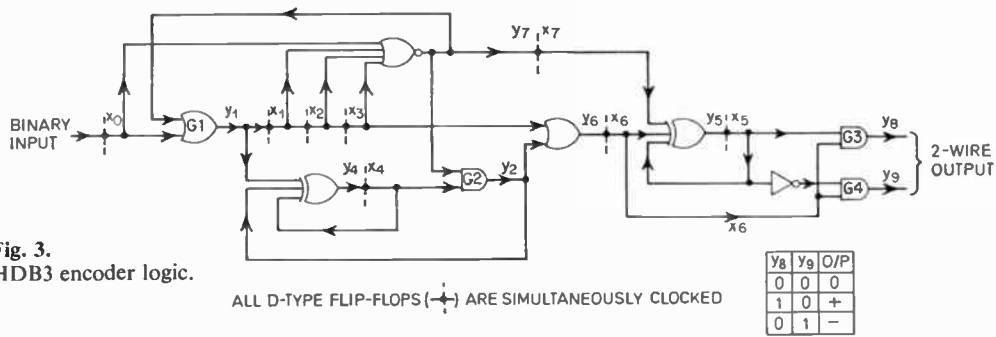 y7 x7
x0
G1
y1
x1
x2
x3
y6
x6
y5
x5
G3
y8
BINARY
INPUT
y4
x4
G2
y2
G4
y9
2-WIRE
OUTPUT
x6
Fig. 3.
HDB3 encoder logic.
ALL D-TYPE FLIP-FLOPS ( ) ARE SIMULTANEOUSLY CLOCKED
y8 y9 O/P
0 0 0
1 0 +
0 1 −